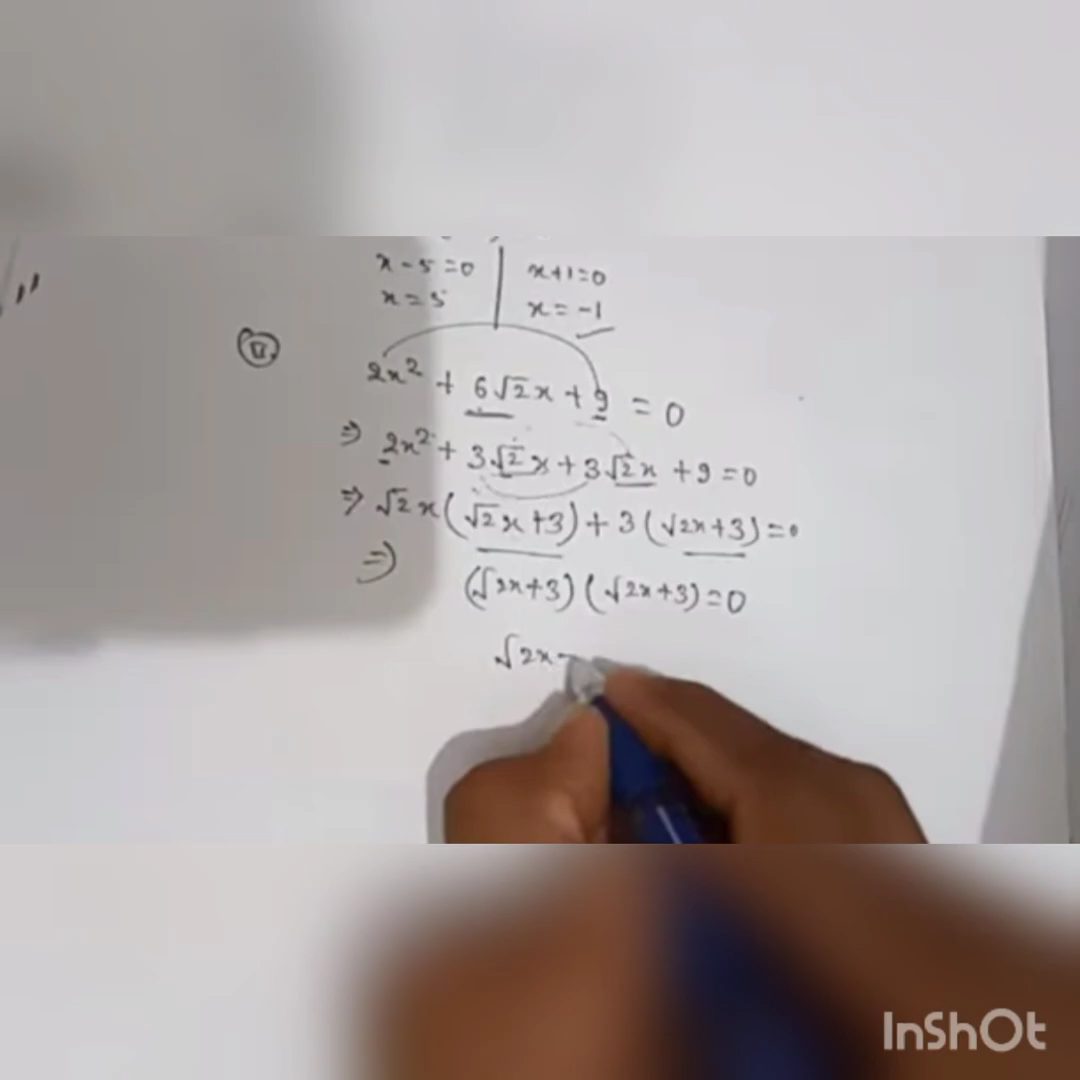 x - 5 = 0 | x + 1 = 0
x = 5 | x = -1
II
2x² + 6√2x + 9 = 0
⇒ 2x² + 3√2x + 3√2x + 9 = 0
⇒ √2x(√2x+3) + 3(√2x+3) = 0
⇒ (√2x+3)(√2x+3) = 0
√2x
InShOt